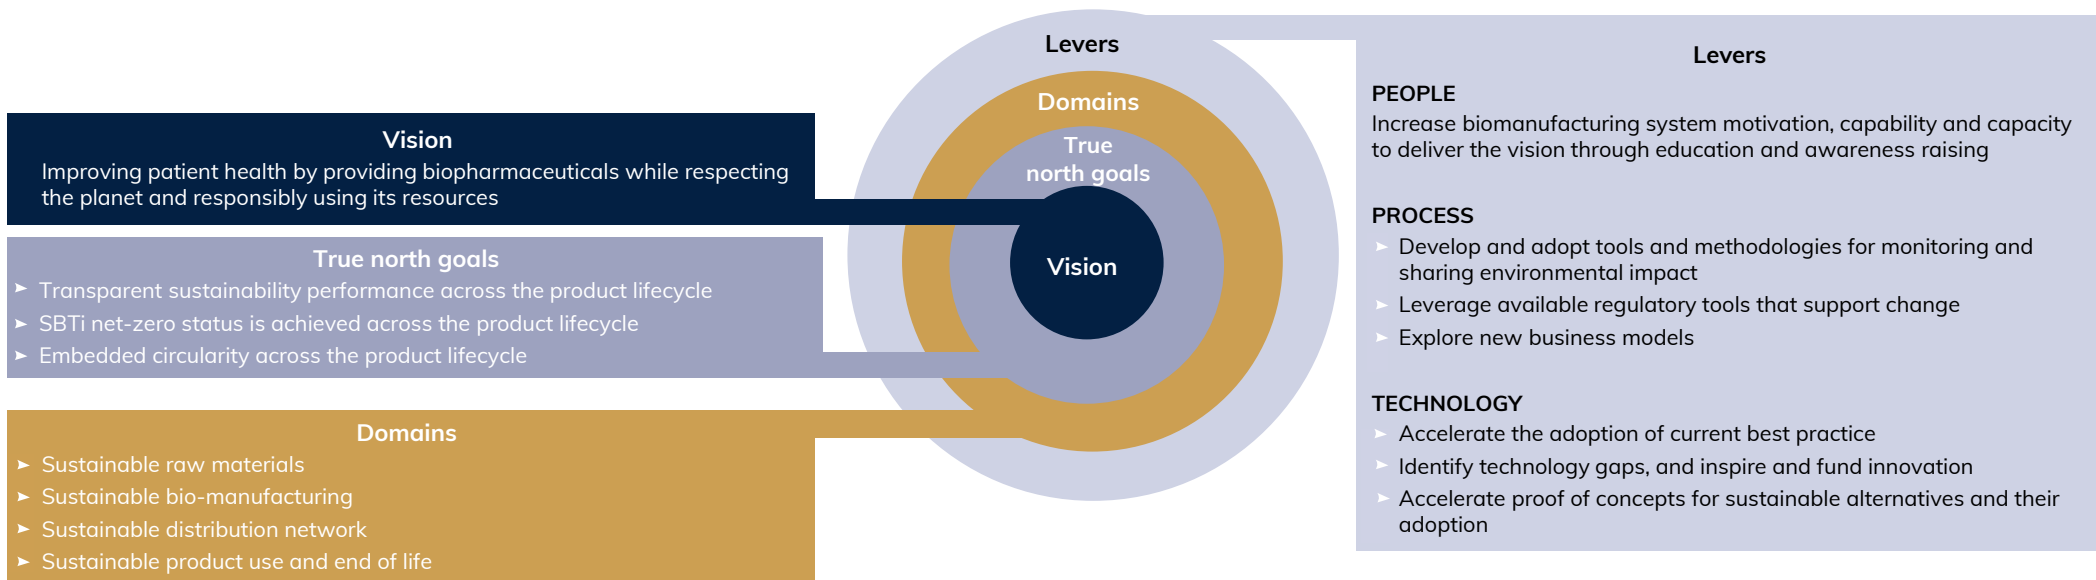 Vision
Improving patient health by providing biopharmaceuticals while respecting
the planet and responsibly using its resources
True north goals
Transparent sustainability performance across the product lifecycle
SBTi net-zero status is achieved across the product lifecycle
Embedded circularity across the product lifecycle
Domains
Sustainable raw materials
Sustainable bio-manufacturing
Sustainable distribution network
Sustainable product use and end of life
Levers
Domains
True
north goals
Vision
Levers
PEOPLE
Increase biomanufacturing system motivation, capability and capacity
to deliver the vision through education and awareness raising
PROCESS
Develop and adopt tools and methodologies for monitoring and
sharing environmental impact
Leverage available regulatory tools that support change
Explore new business models
TECHNOLOGY
Accelerate the adoption of current best practice
Identify technology gaps, and inspire and fund innovation
Accelerate proof of concepts for sustainable alternatives and their
adoption